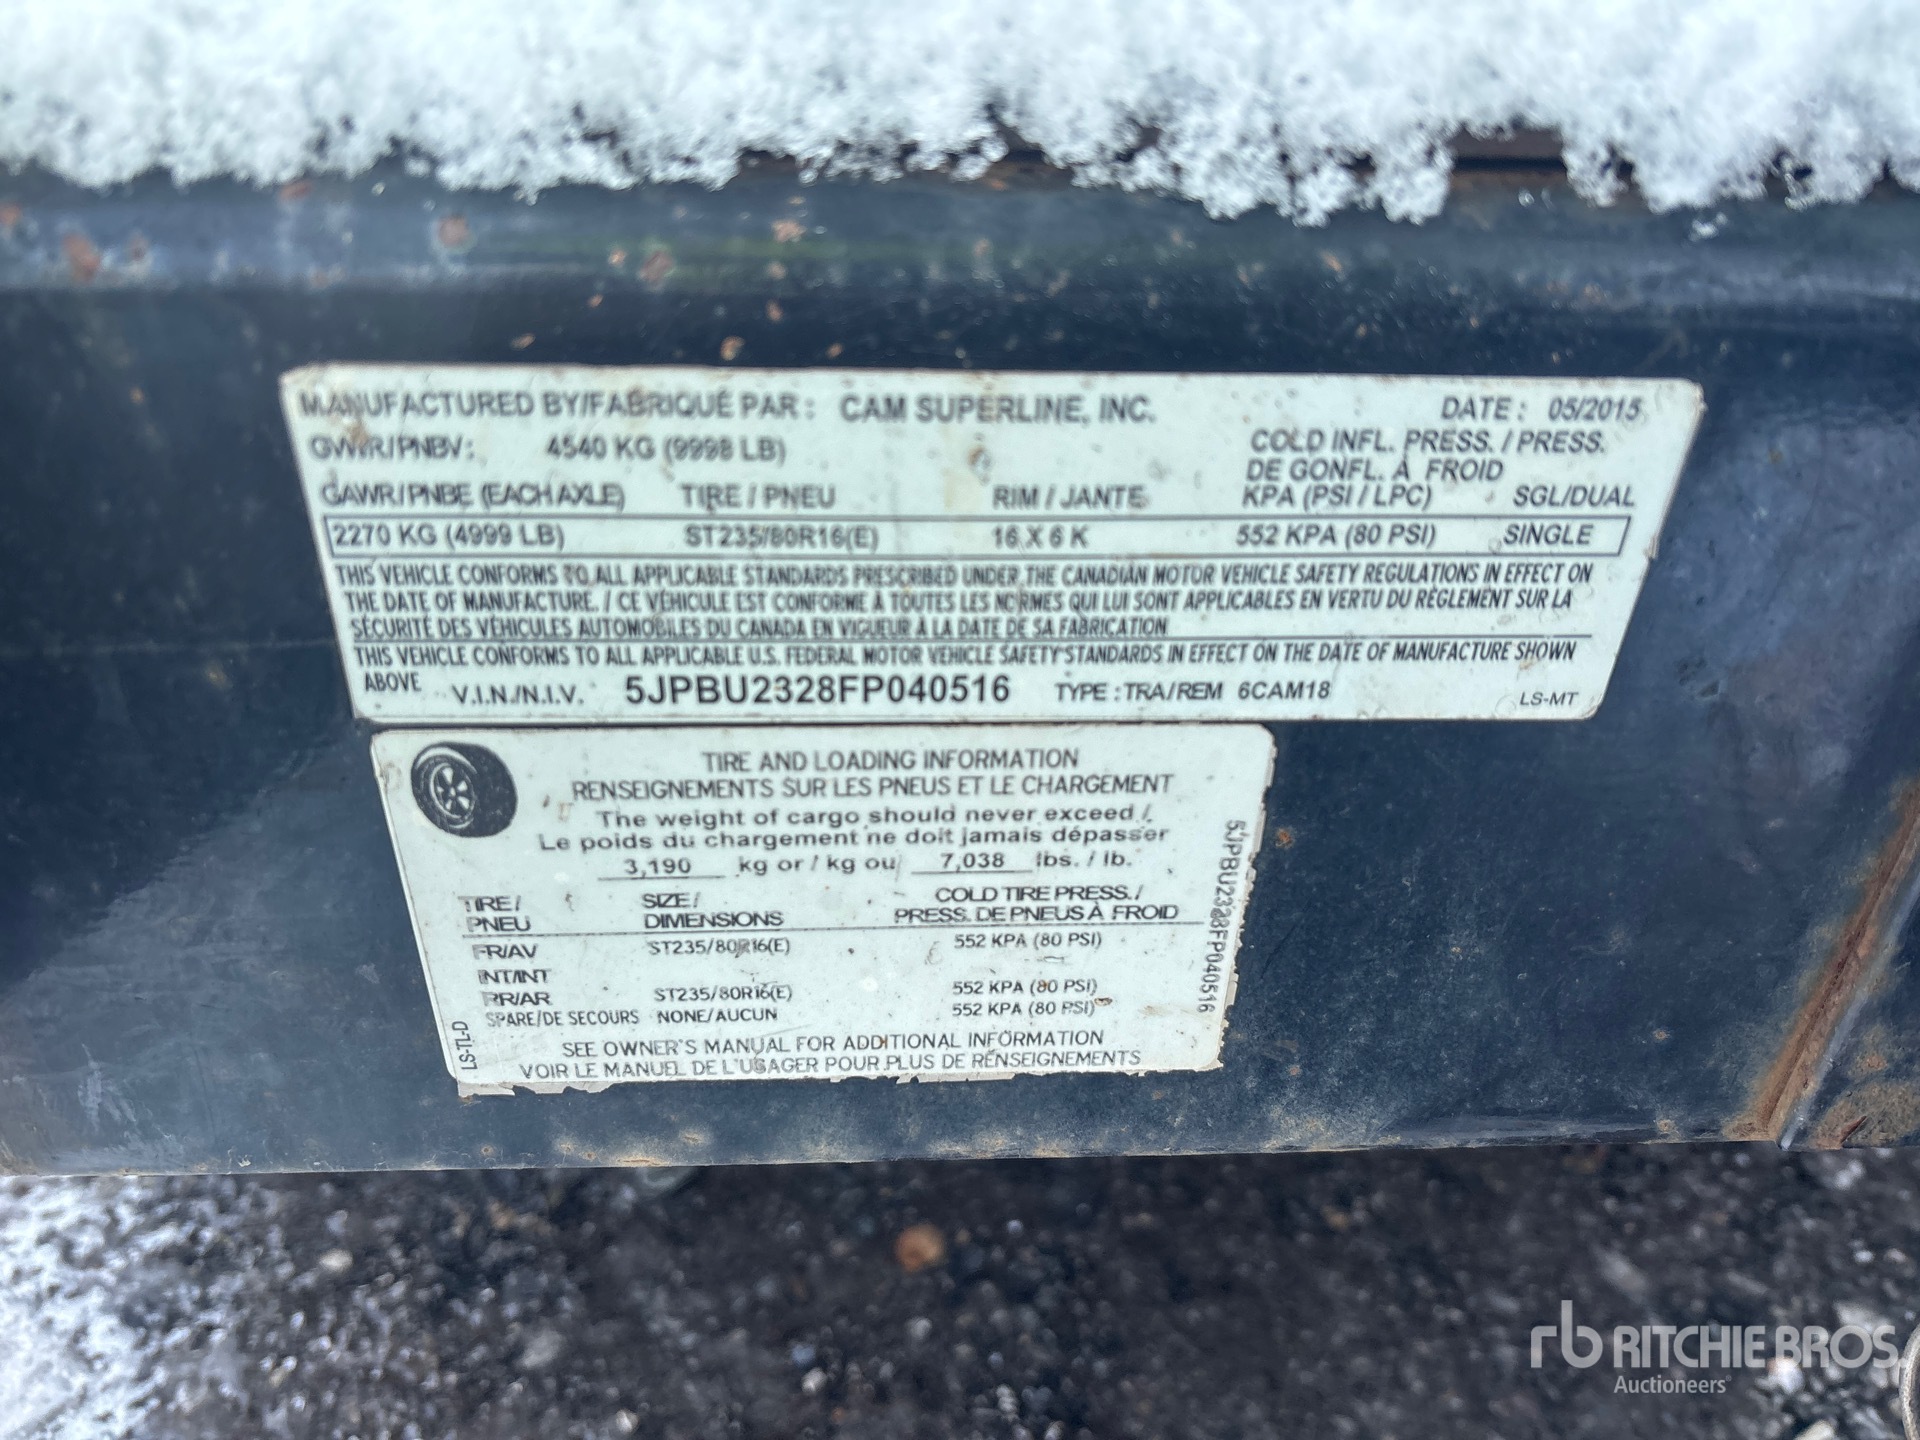 MANUFACTURED BY/FABRIQUÉ PAR : CAM SUPERLINE, INC. DATE : 05/2015
GVWR/PNBV : 4540 KG (9998 LB) COLD INFL. PRESS. / PRESS.
DE GONFL. À FROID
GAWR/PNBE (EACH AXLE) TIRE / PNEU RIM / JANTE KPA (PSI / LPC) SGL/DUAL
2270 KG (4999 LB) ST235/80R16(E) 16 X 6 K 552 KPA (80 PSI) SINGLE
THIS VEHICLE CONFORMS TO ALL APPLICABLE STANDARDS PRESCRIBED UNDER THE CANADIAN MOTOR VEHICLE SAFETY REGULATIONS IN EFFECT ON
THE DATE OF MANUFACTURE. / CE VÉHICULE EST CONFORME À TOUTES LES NORMES QUI LUI SONT APPLICABLES EN VERTU DU RÈGLEMENT SUR LA
SÉCURITÉ DES VÉHICULES AUTOMOBILES DU CANADA EN VIGUEUR À LA DATE DE SA FABRICATION
THIS VEHICLE CONFORMS TO ALL APPLICABLE U.S. FEDERAL MOTOR VEHICLE SAFETY STANDARDS IN EFFECT ON THE DATE OF MANUFACTURE SHOWN
ABOVE V.I.N./N.I.V. 5JPBU2328FP040516 TYPE : TRA/REM 6CAM18 LS-MT
TIRE AND LOADING INFORMATION
RENSEIGNEMENTS SUR LES PNEUS ET LE CHARGEMENT
The weight of cargo should never exceed /
Le poids du chargement ne doit jamais dépasser
3,190 kg or / kg ou 7,038 lbs. / lb.
TIRE / SIZE / COLD TIRE PRESS. /
PNEU DIMENSIONS PRESS. DE PNEUS À FROID
FR/AV ST235/80R16(E) 552 KPA (80 PSI)
INT/INT
RR/AR ST235/80R16(E) 552 KPA (80 PSI)
SPARE/DE SECOURS NONE/AUCUN 552 KPA (80 PSI)
SEE OWNER'S MANUAL FOR ADDITIONAL INFORMATION
VOIR LE MANUEL DE L'USAGER POUR PLUS DE RENSEIGNEMENTS
LS-TL-D
5JPBU2328FP040516
rb RITCHIE BROS.
Auctioneers